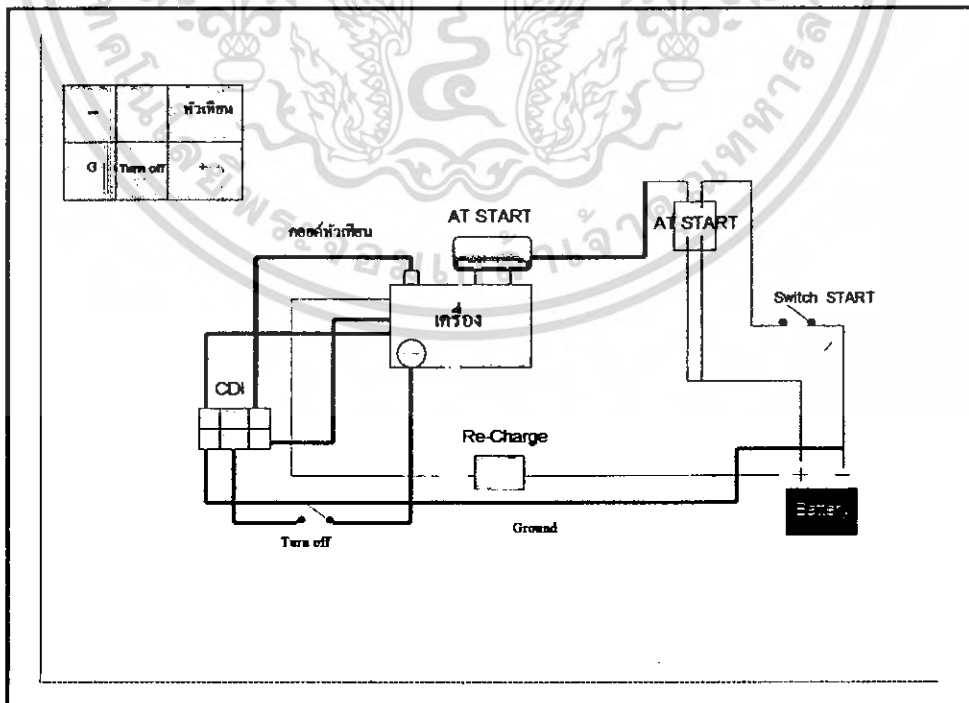 - หัวเทียน
G Turn off +
AT START
AT START
คอยด์หัวเทียน
เครื่อง
Switch START
CDI
Re-Charge
+ -
Battery
Ground
Turn off